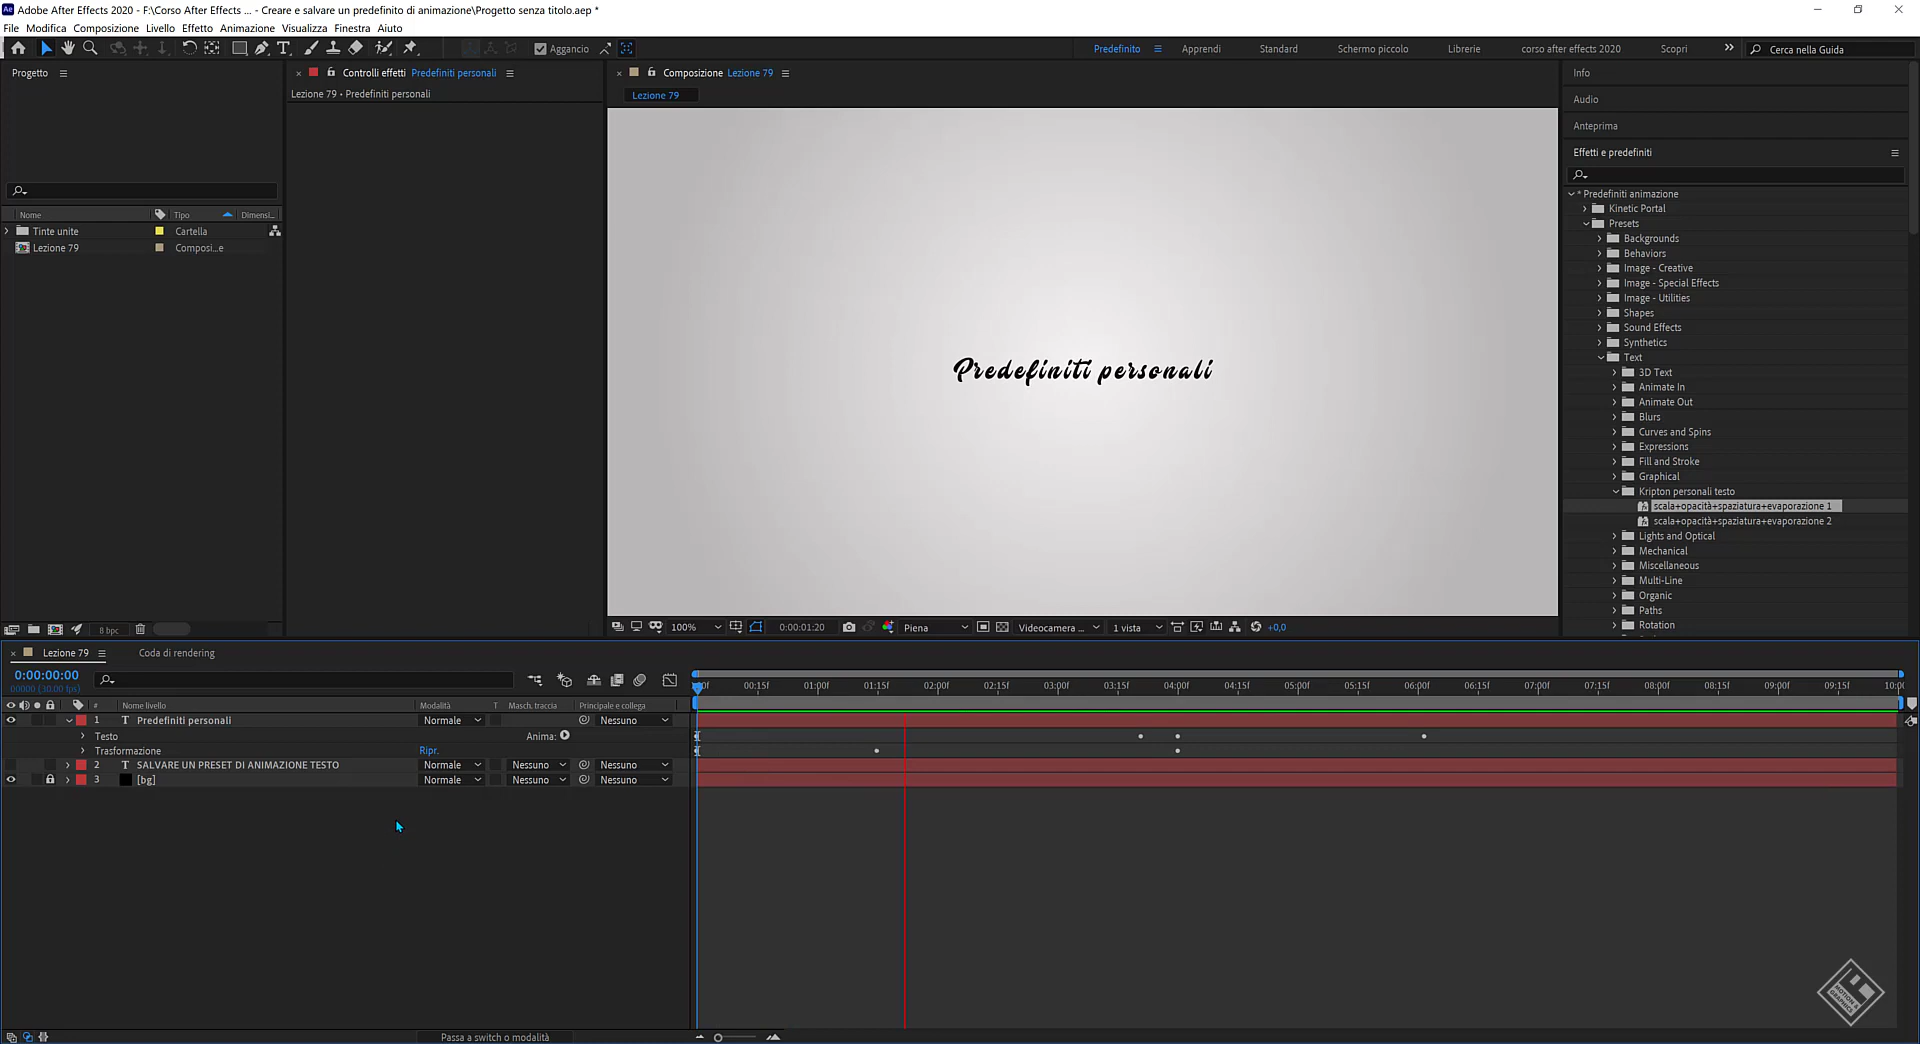 Adobe After Effects 2020 - F:\Corso After Effects ... - Creare e salvare un predefinito di animazione\Progetto senza titolo.aep *
File Modifica Composizione Livello Effetto Animazione Visualizza Finestra Aiuto
Aggancio
Predefinito Apprendi Standard Schermo piccolo Librerie corso after effects 2020 Scopri Cerca nella Guida
Progetto
Controlli effetti Predefiniti personali
Lezione 79 • Predefiniti personali
Composizione Lezione 79
Lezione 79
Nome Tipo Dimensi...
Tinte unite Cartella
Lezione 79 Composi...e
8 bpc
Predefiniti personali
100% 0:00:01:20 Piena Videocamera ... 1 vista +0,0
Info
Audio
Anteprima
Effetti e predefiniti
* Predefiniti animazione
Kinetic Portal
Presets
Backgrounds
Behaviors
Image - Creative
Image - Special Effects
Image - Utilities
Shapes
Sound Effects
Synthetics
Text
3D Text
Animate In
Animate Out
Blurs
Curves and Spins
Expressions
Fill and Stroke
Graphical
Kripton personali testo
scala+opacità+spaziatura+evaporazione 1
scala+opacità+spaziatura+evaporazione 2
Lights and Optical
Mechanical
Miscellaneous
Multi-Line
Organic
Paths
Rotation
Lezione 79 Coda di rendering
0:00:00:00
00000 (30.00 fps)
00f 00:15f 01:00f 01:15f 02:00f 02:15f 03:00f 03:15f 04:00f 04:15f 05:00f 05:15f 06:00f 06:15f 07:00f 07:15f 08:00f 08:15f 09:00f 09:15f 10:00
# Nome livello Modalità T Masch. traccia Principale e collega
1 T Predefiniti personali Normale Nessuno
Testo Anima:
Trasformazione Ripr.
2 T SALVARE UN PRESET DI ANIMAZIONE TESTO Normale Nessuno Nessuno
3 [bg] Normale Nessuno Nessuno
Passa a switch o modalità
MOTION & GRAPHICS